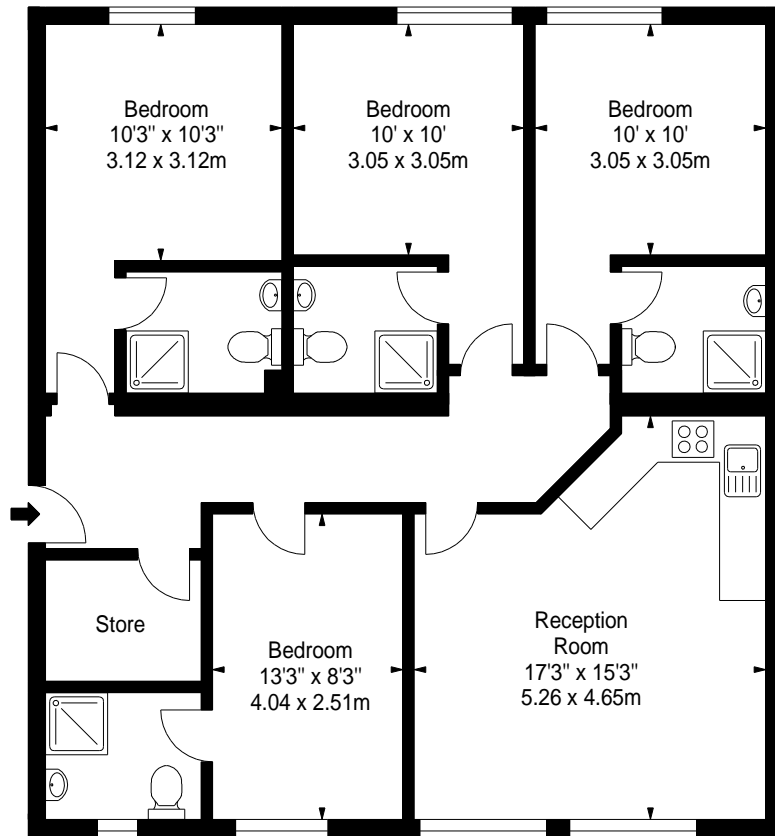 Bedroom
10'3" x 10'3"
3.12 x 3.12m
Bedroom
10' x 10'
3.05 x 3.05m
Bedroom
10' x 10'
3.05 x 3.05m
Store
Bedroom
13'3" x 8'3"
4.04 x 2.51m
Reception
Room
17'3" x 15'3"
5.26 x 4.65m